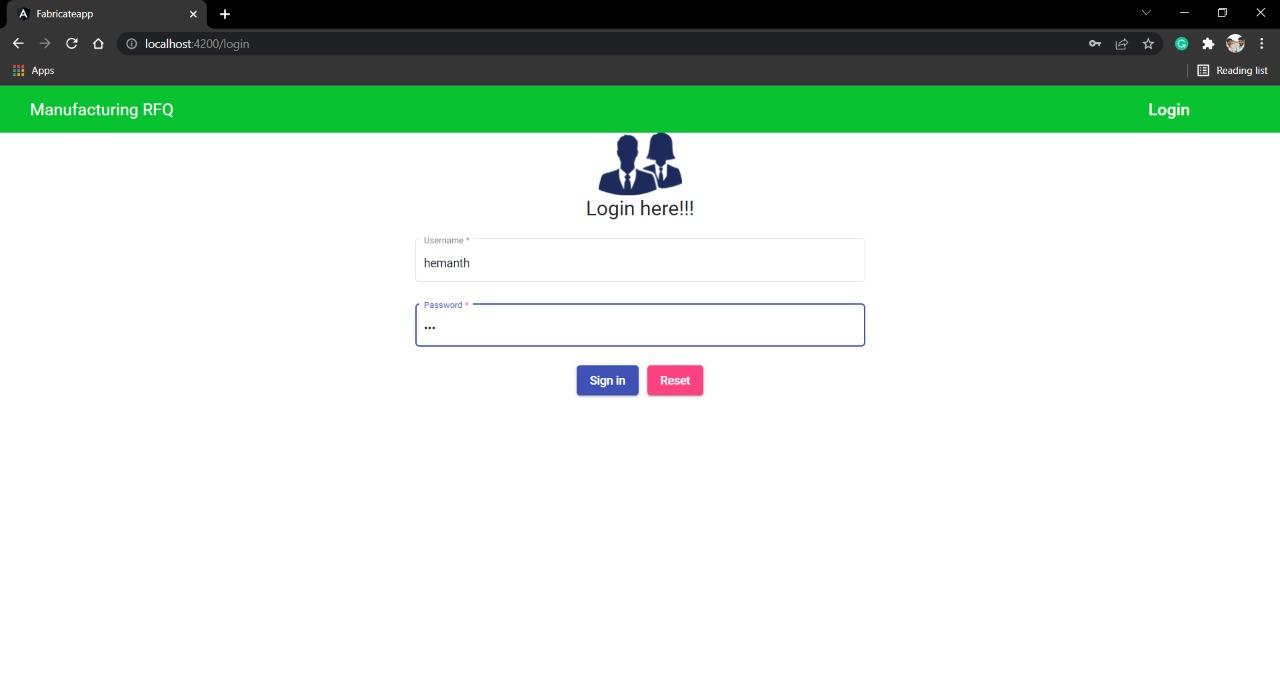 Fabricateapp
localhost:4200/login
Apps
Reading list
Manufacturing RFQ
Login
Login here!!!
Username *
hemanth
Password *
•••
Sign in
Reset